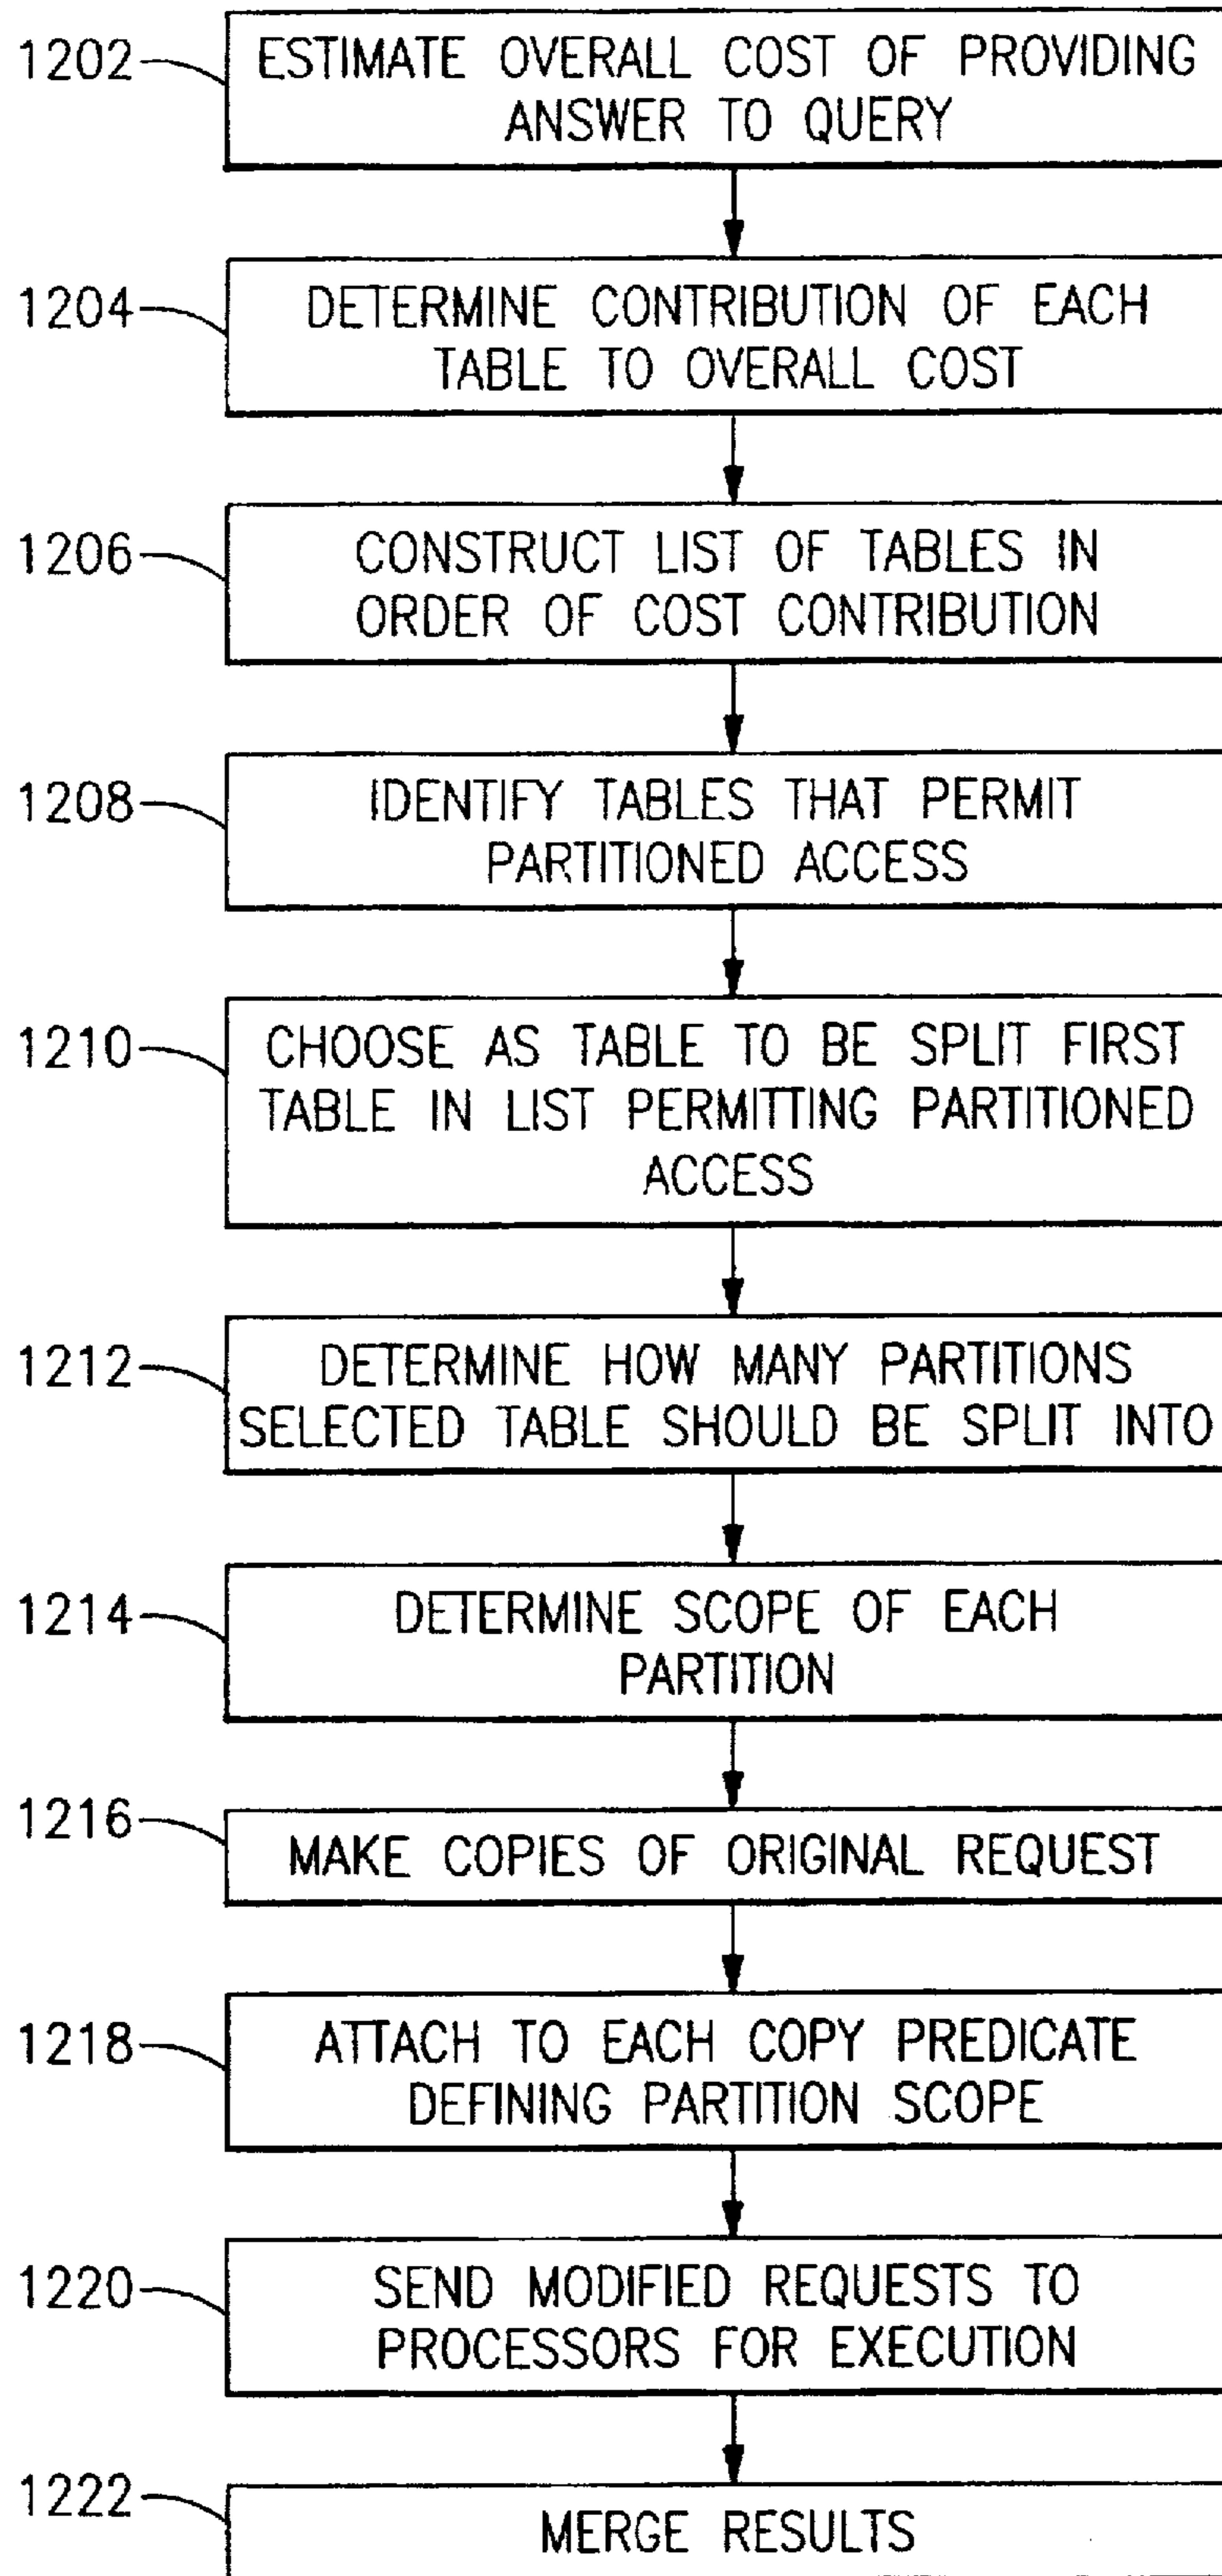 1202
ESTIMATE OVERALL COST OF PROVIDING
ANSWER TO QUERY
1204
DETERMINE CONTRIBUTION OF EACH
TABLE TO OVERALL COST
1206
CONSTRUCT LIST OF TABLES IN
ORDER OF COST CONTRIBUTION
1208
IDENTIFY TABLES THAT PERMIT
PARTITIONED ACCESS
1210
CHOOSE AS TABLE TO BE SPLIT FIRST
TABLE IN LIST PERMITTING PARTITIONED
ACCESS
1212
DETERMINE HOW MANY PARTITIONS
SELECTED TABLE SHOULD BE SPLIT INTO
1214
DETERMINE SCOPE OF EACH
PARTITION
1216
MAKE COPIES OF ORIGINAL REQUEST
1218
ATTACH TO EACH COPY PREDICATE
DEFINING PARTITION SCOPE
1220
SEND MODIFIED REQUESTS TO
PROCESSORS FOR EXECUTION
1222
MERGE RESULTS